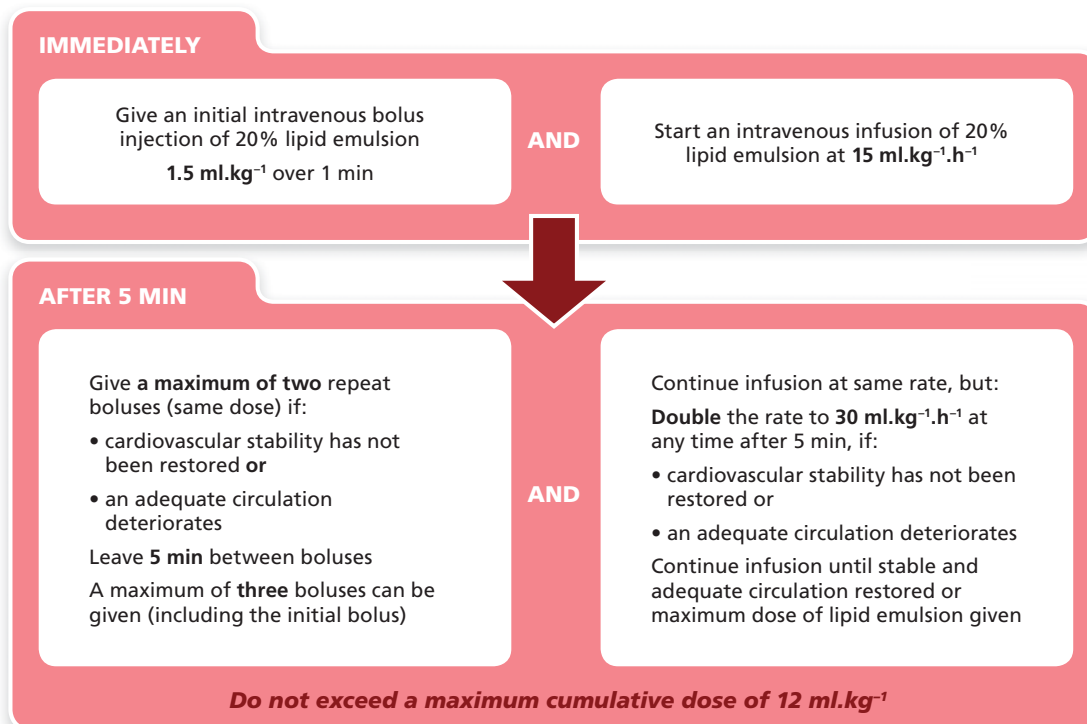 IMMEDIATELY
Give an initial intravenous bolus
injection of 20% lipid emulsion
1.5 ml.kg⁻¹ over 1 min
AND
Start an intravenous infusion of 20%
lipid emulsion at 15 ml.kg⁻¹.h⁻¹
AFTER 5 MIN
Give a maximum of two repeat
boluses (same dose) if:
• cardiovascular stability has not
been restored or
• an adequate circulation
deteriorates
Leave 5 min between boluses
A maximum of three boluses can be
given (including the initial bolus)
AND
Continue infusion at same rate, but:
Double the rate to 30 ml.kg⁻¹.h⁻¹ at
any time after 5 min, if:
• cardiovascular stability has not been
restored or
• an adequate circulation deteriorates
Continue infusion until stable and
adequate circulation restored or
maximum dose of lipid emulsion given
Do not exceed a maximum cumulative dose of 12 ml.kg⁻¹